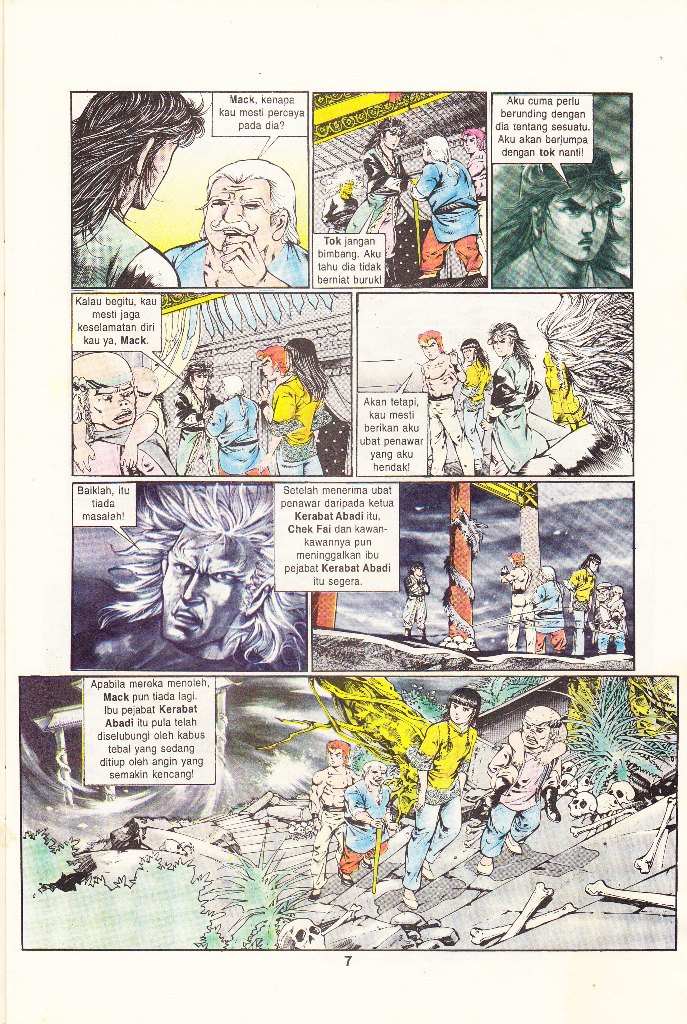 Mack, kenapa
kau mesti percaya
pada dia?
Tok jangan
bimbang. Aku
tahu dia tidak
berniat buruk!
Aku cuma perlu
berunding dengan
dia tentang sesuatu.
Aku akan berjumpa
dengan tok nanti!
Kalau begitu, kau
mesti jaga
keselamatan diri
kau ya, Mack.
Akan tetapi,
kau mesti
berikan aku
ubat penawar
yang aku
hendak!
Baiklah, itu
tiada
masalah!
Setelah menerima ubat
penawar daripada ketua
Kerabat Abadi itu,
Chek Fai dan kawan-
kawannya pun
meninggalkan ibu
pejabat Kerabat Abadi
itu segera.
Apabila mereka menoleh,
Mack pun tiada lagi.
Ibu pejabat Kerabat
Abadi itu pula telah
diselubungi oleh kabus
tebal yang sedang
ditiup oleh angin yang
semakin kencang!
7